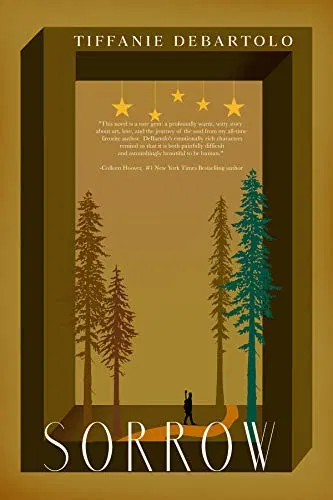 TIFFANIE DEBARTOLO
"This novel is a rare gem: a profoundly warm, witty story
about art, love, and the journey of the soul from my all-time
favorite author. DeBartolo's emotionally rich characters
remind us that it is both painfully difficult
and astonishingly beautiful to be human."
-Colleen Hoover, #1 New York Times Bestselling author
SORROW